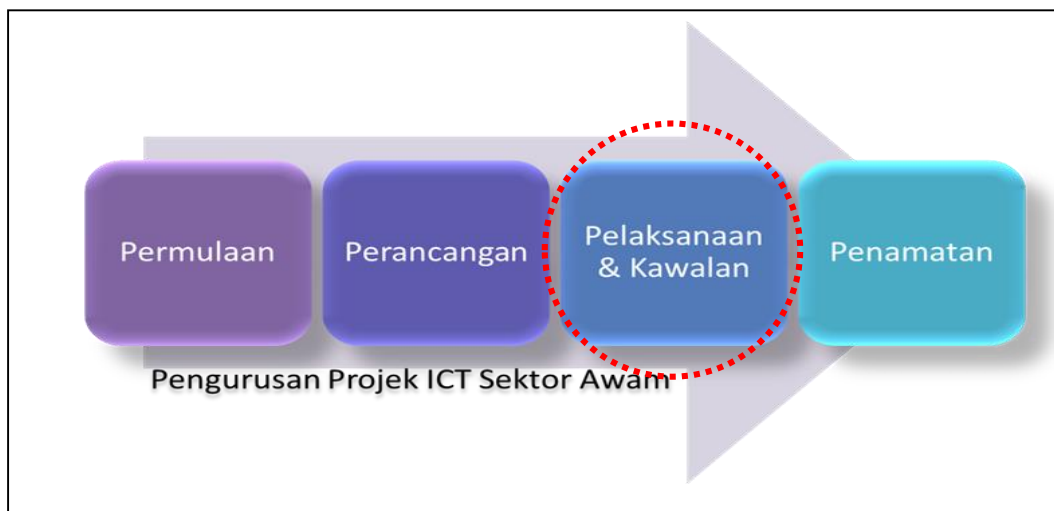 Permulaan
Perancangan
Pelaksanaan
& Kawalan
Penamatan
Pengurusan Projek ICT Sektor Awam